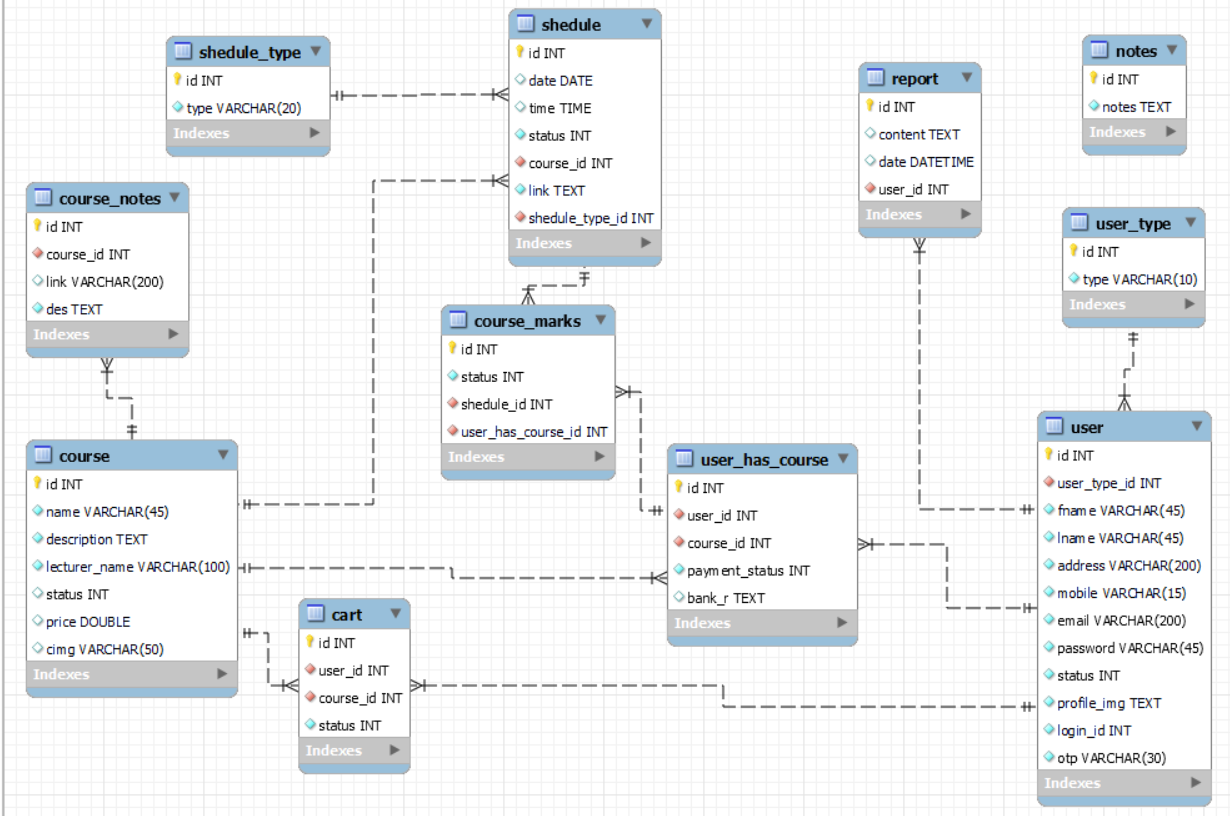 shedule_type
id INT
type VARCHAR(20)
Indexes
shedule
id INT
date DATE
time TIME
status INT
course_id INT
link TEXT
shedule_type_id INT
Indexes
report
id INT
content TEXT
date DATETIME
user_id INT
Indexes
notes
id INT
notes TEXT
Indexes
course_notes
id INT
course_id INT
link VARCHAR(200)
des TEXT
Indexes
user_type
id INT
type VARCHAR(10)
Indexes
course_marks
id INT
status INT
shedule_id INT
user_has_course_id INT
Indexes
course
id INT
name VARCHAR(45)
description TEXT
lecturer_name VARCHAR(100)
status INT
price DOUBLE
cimg VARCHAR(50)
Indexes
user_has_course
id INT
user_id INT
course_id INT
payment_status INT
bank_r TEXT
Indexes
user
id INT
user_type_id INT
fname VARCHAR(45)
lname VARCHAR(45)
address VARCHAR(200)
mobile VARCHAR(15)
email VARCHAR(200)
password VARCHAR(45)
status INT
profile_img TEXT
login_id INT
otp VARCHAR(30)
Indexes
cart
id INT
user_id INT
course_id INT
status INT
Indexes